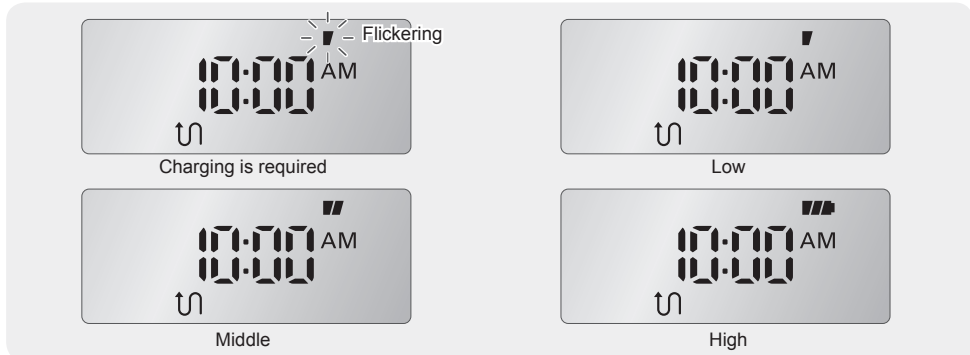 Flickering
10:00 AM
Charging is required
10:00 AM
Low
10:00 AM
Middle
10:00 AM
High